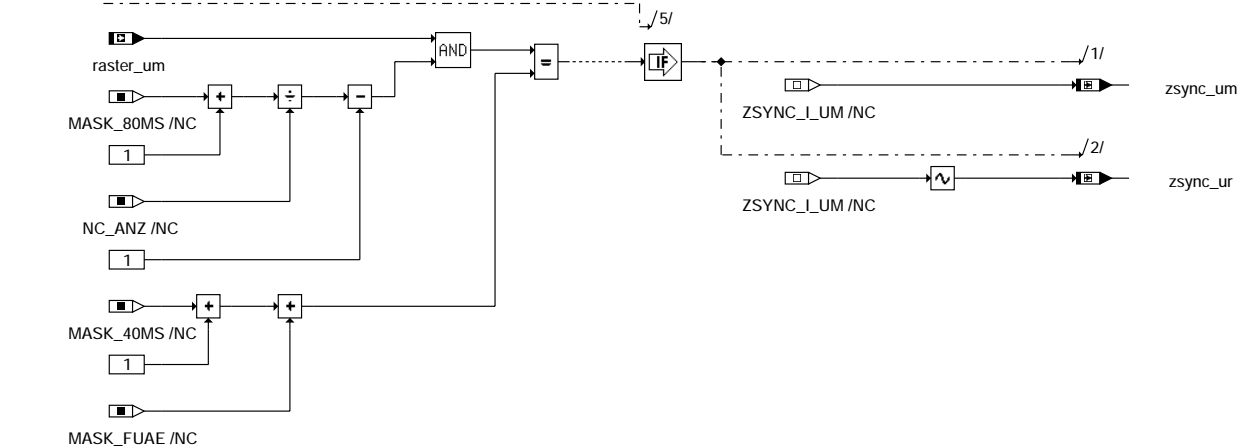 /5/
AND
raster_um
=
IF
/1/
zsync_um
MASK_80MS /NC
+
÷
-
ZSYNC_I_UM /NC
1
/2/
zsync_ur
NC_ANZ /NC
ZSYNC_I_UM /NC
1
MASK_40MS /NC
+
+
1
MASK_FUAE /NC